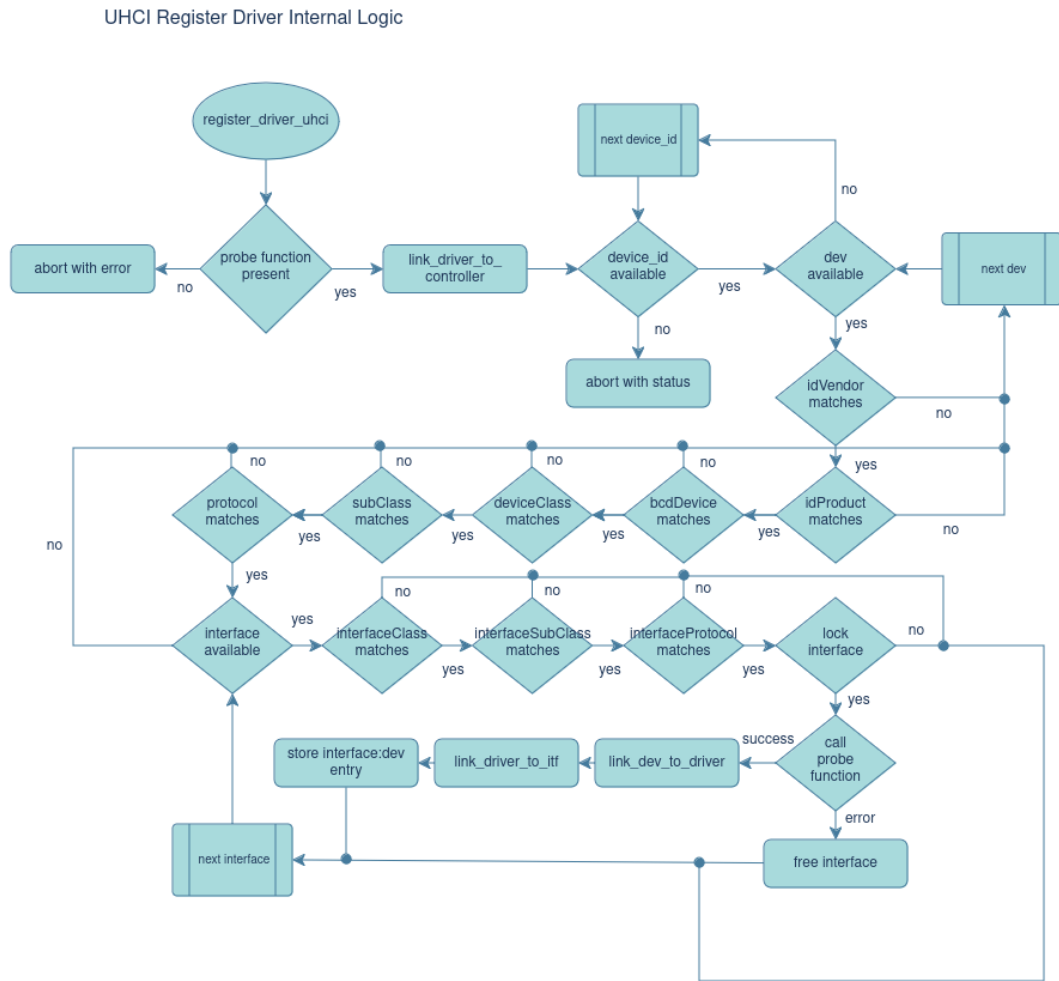 UHCI Register Driver Internal Logic
register_driver_uhci
next device_id
no
abort with error
probe function
present
link_driver_to_
controller
device_id
available
dev
available
next dev
no
yes
yes
yes
no
abort with status
idVendor
matches
no
no
no
no
no
yes
protocol
matches
subClass
matches
deviceClass
matches
bcdDevice
matches
idProduct
matches
no
yes
yes
yes
yes
no
yes
no
no
no
yes
interface
available
interfaceClass
matches
interfaceSubClass
matches
interfaceProtocol
matches
lock
interface
no
yes
yes
yes
yes
success
store interface:dev
entry
link_driver_to_itf
link_dev_to_driver
call
probe
function
error
next interface
free interface